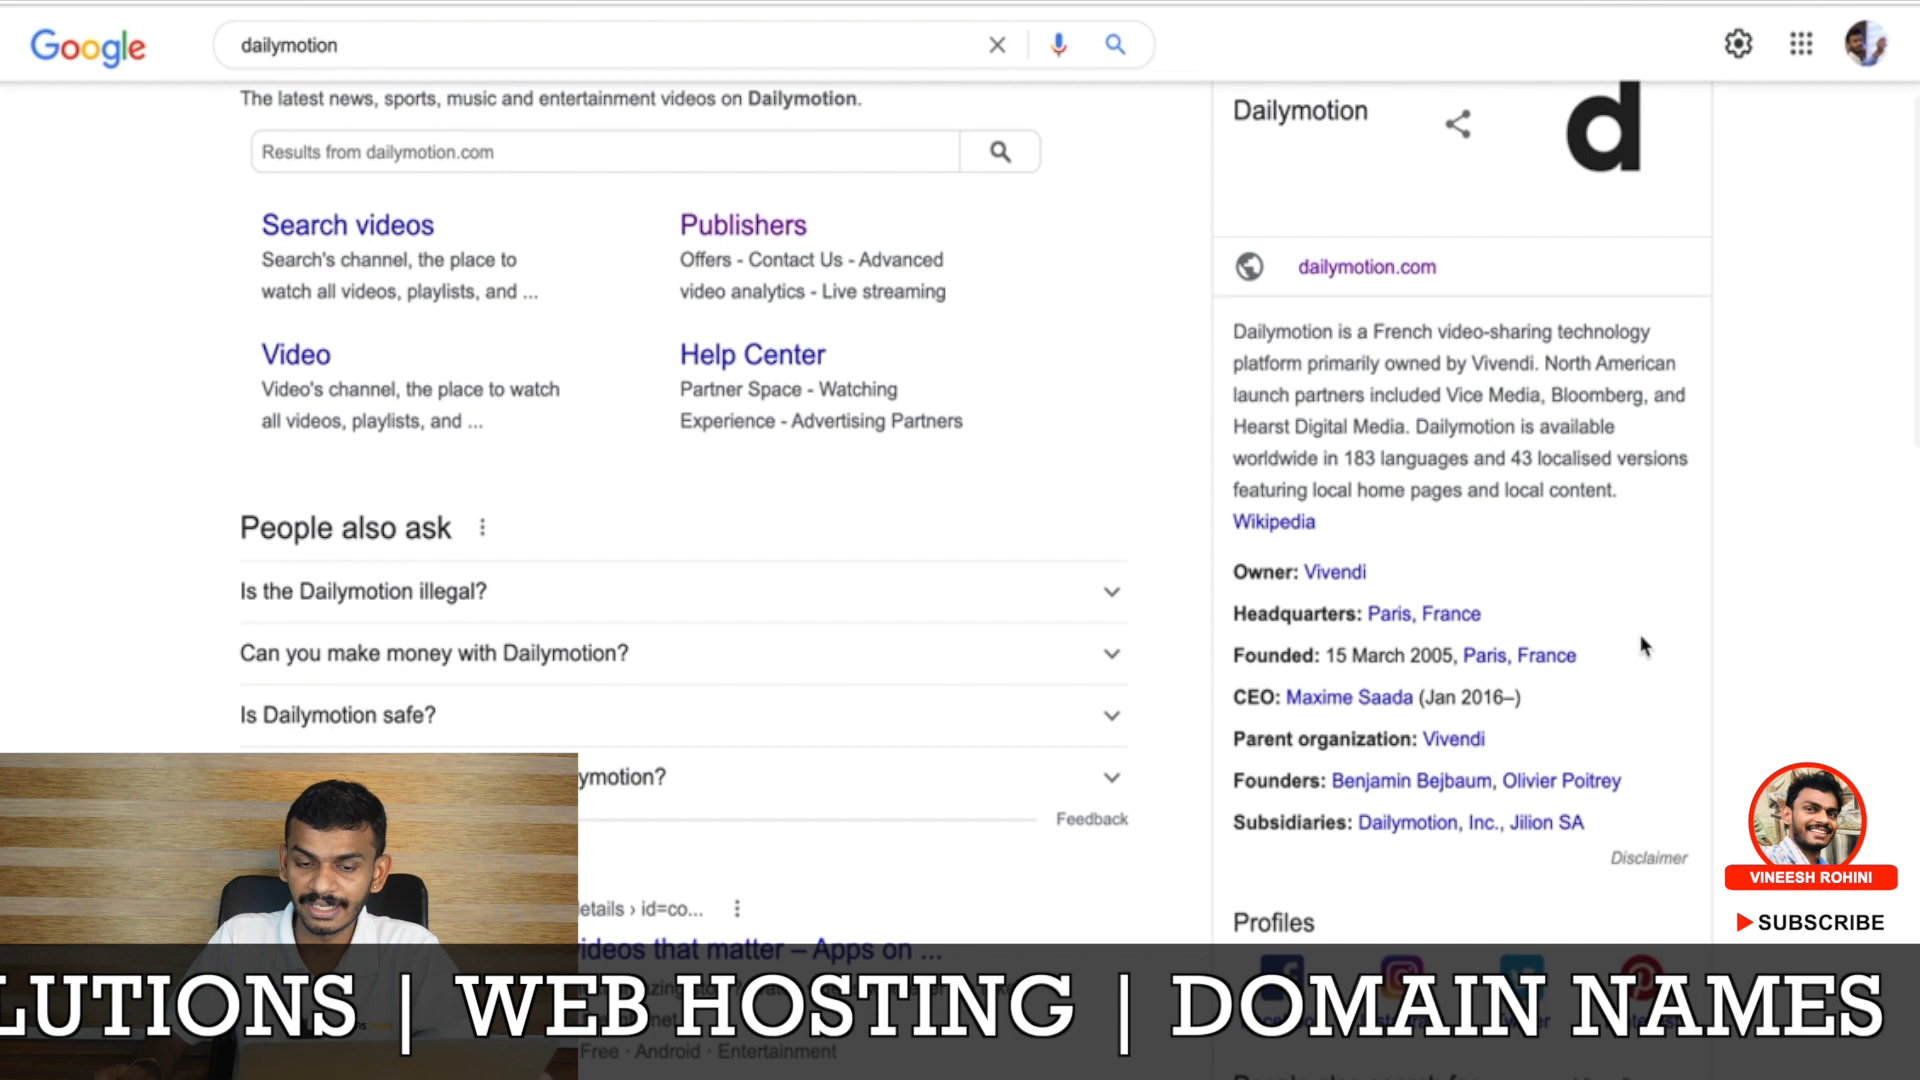 Google
dailymotion
The latest news, sports, music and entertainment videos on Dailymotion.
Results from dailymotion.com
Search videos
Search's channel, the place to
watch all videos, playlists, and ...
Publishers
Offers - Contact Us - Advanced
video analytics - Live streaming
Video
Video's channel, the place to watch
all videos, playlists, and ...
Help Center
Partner Space - Watching
Experience - Advertising Partners
People also ask
Is the Dailymotion illegal?
Can you make money with Dailymotion?
Is Dailymotion safe?
ymotion?
Feedback
etails › id=co...
ideos that matter – Apps on ...
Free · Android · Entertainment
Dailymotion
d
dailymotion.com
Dailymotion is a French video-sharing technology
platform primarily owned by Vivendi. North American
launch partners included Vice Media, Bloomberg, and
Hearst Digital Media. Dailymotion is available
worldwide in 183 languages and 43 localised versions
featuring local home pages and local content.
Wikipedia
Owner: Vivendi
Headquarters: Paris, France
Founded: 15 March 2005, Paris, France
CEO: Maxime Saada (Jan 2016–)
Parent organization: Vivendi
Founders: Benjamin Bejbaum, Olivier Poitrey
Subsidiaries: Dailymotion, Inc., Jilion SA
Disclaimer
Profiles
VINEESH ROHINI
SUBSCRIBE
LUTIONS | WEB HOSTING | DOMAIN NAMES